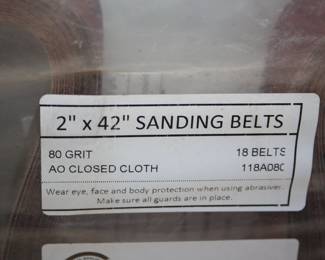 2" x 42" SANDING BELTS
80 GRIT 18 BELTS
AO CLOSED CLOTH 118A080
Wear eye, face and body protection when using abrasives.
Make sure all guards are in place.